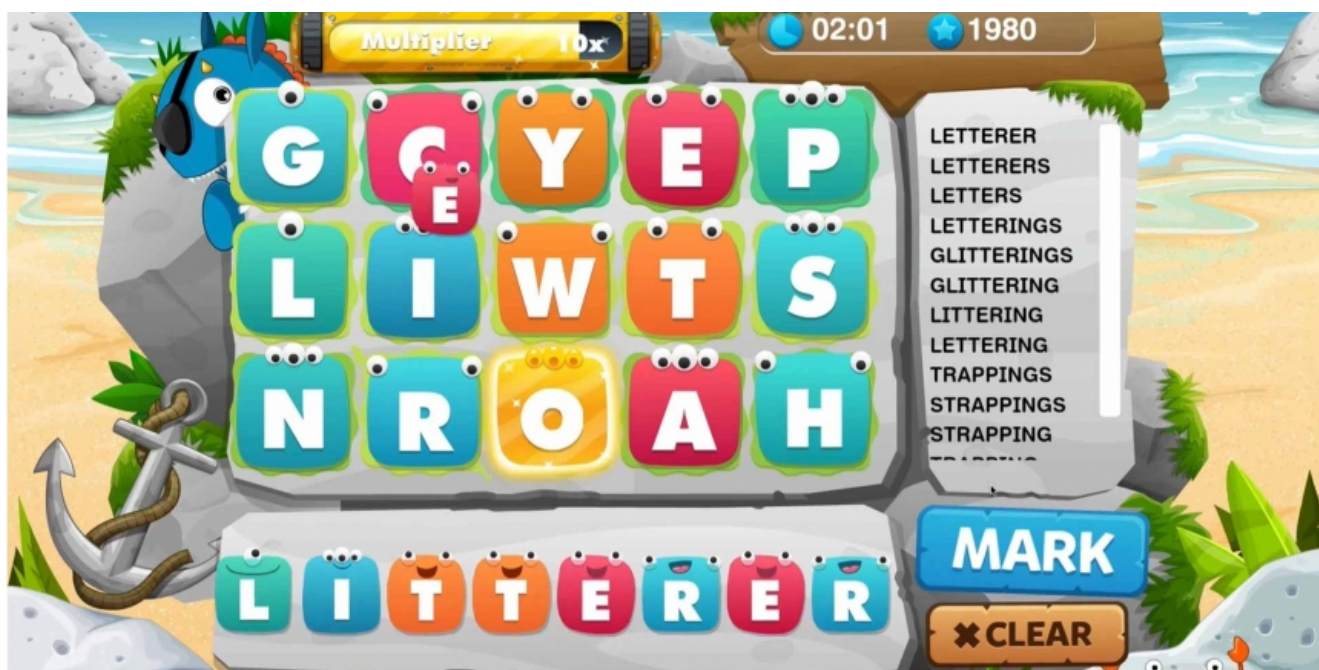 Multiplier 10x
02:01 1980
G C Y E P
E
L I W T S
N R O A H
LETTERER
LETTERERS
LETTERS
LETTERINGS
GLITTERINGS
GLITTERING
LITTERING
LETTERING
TRAPPINGS
STRAPPINGS
STRAPPING
L I T T E R E R
MARK
CLEAR